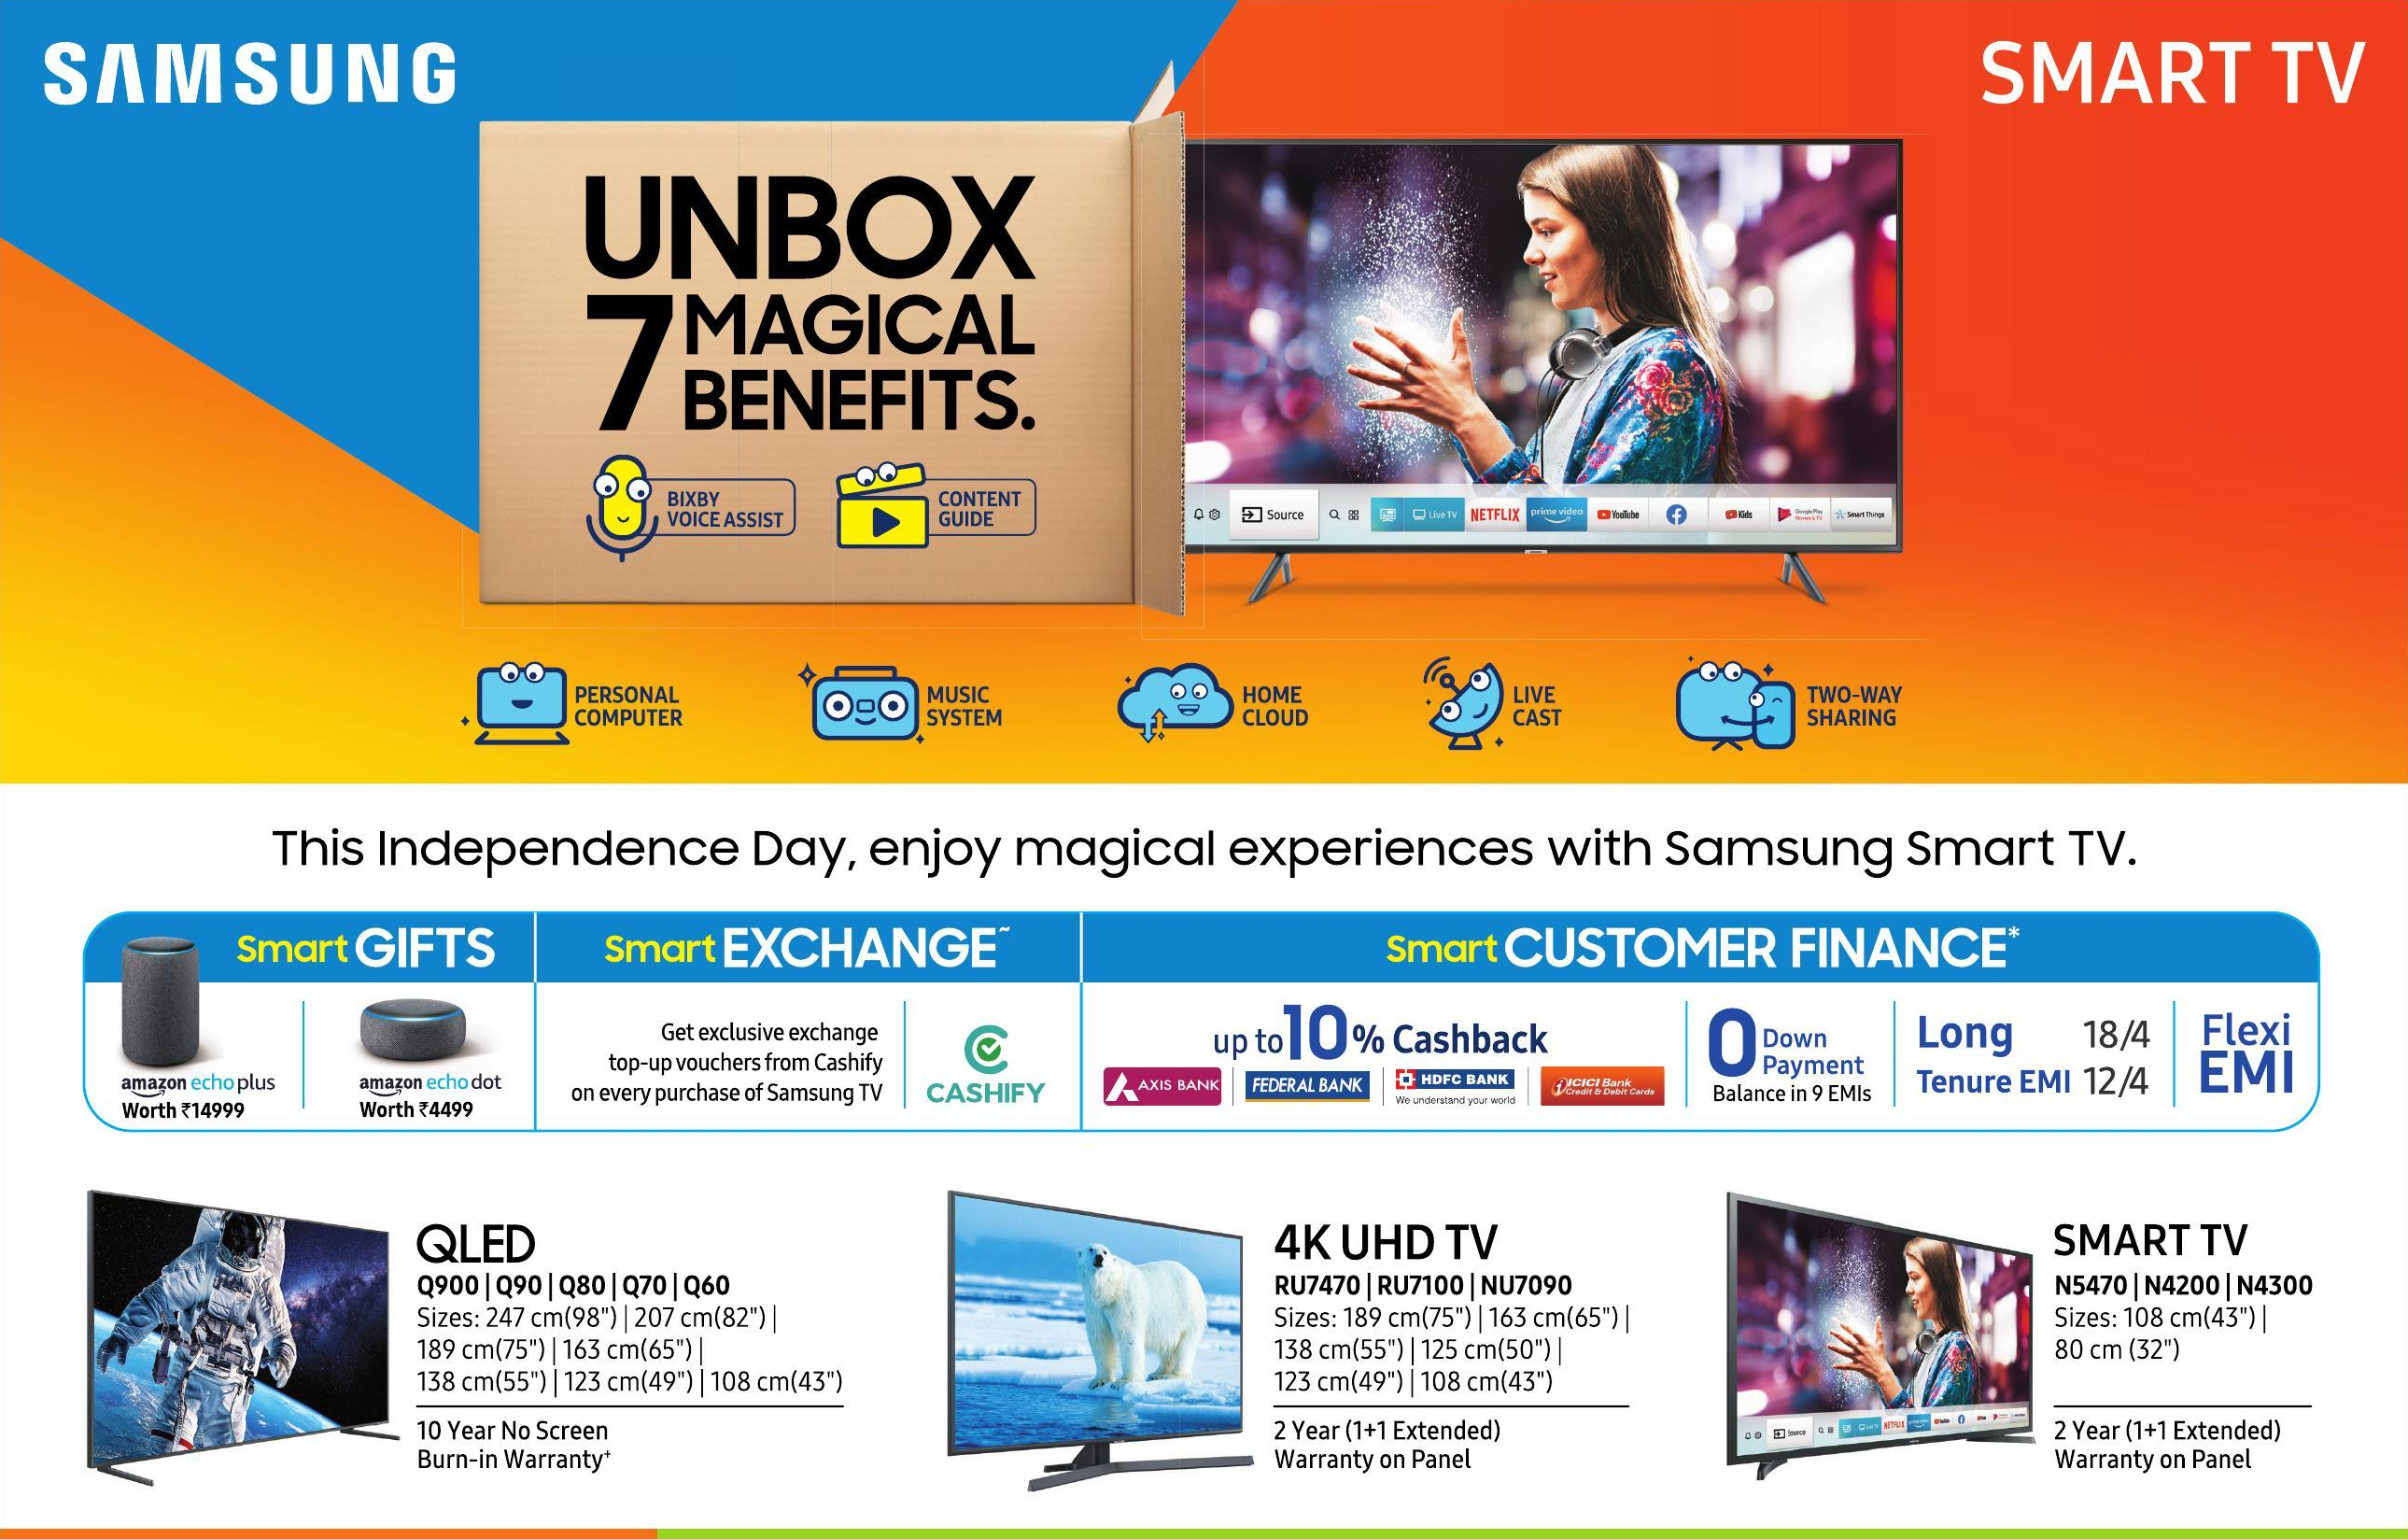 SAMSUNG
SMART TV
UNBOX
7 MAGICAL
BENEFITS.
BIXBY
VOICE ASSIST
CONTENT
GUIDE
Source
Live TV
NETFLIX
prime video
YouTube
Kids
Google Play
Movies & TV
SmartThings
PERSONAL
COMPUTER
MUSIC
SYSTEM
HOME
CLOUD
LIVE
CAST
TWO-WAY
SHARING
This Independence Day, enjoy magical experiences with Samsung Smart TV.
Smart GIFTS
amazon echo plus
Worth ₹14999
amazon echo dot
Worth ₹4499
Smart EXCHANGE~
Get exclusive exchange
top-up vouchers from Cashify
on every purchase of Samsung TV
CASHIFY
Smart CUSTOMER FINANCE*
up to 10% Cashback
AXIS BANK
FEDERAL BANK
HDFC BANK
We understand your world
ICICI Bank
Credit & Debit Cards
0 Down
Payment
Balance in 9 EMIs
Long 18/4
Tenure EMI 12/4
Flexi
EMI
QLED
Q900 | Q90 | Q80 | Q70 | Q60
Sizes: 247 cm(98") | 207 cm(82") |
189 cm(75") | 163 cm(65") |
138 cm(55") | 123 cm(49") | 108 cm(43")
10 Year No Screen
Burn-in Warranty+
4K UHD TV
RU7470 | RU7100 | NU7090
Sizes: 189 cm(75") | 163 cm(65") |
138 cm(55") | 125 cm(50") |
123 cm(49") | 108 cm(43")
2 Year (1+1 Extended)
Warranty on Panel
Source
NETFLIX
SMART TV
N5470 | N4200 | N4300
Sizes: 108 cm(43") |
80 cm (32")
2 Year (1+1 Extended)
Warranty on Panel